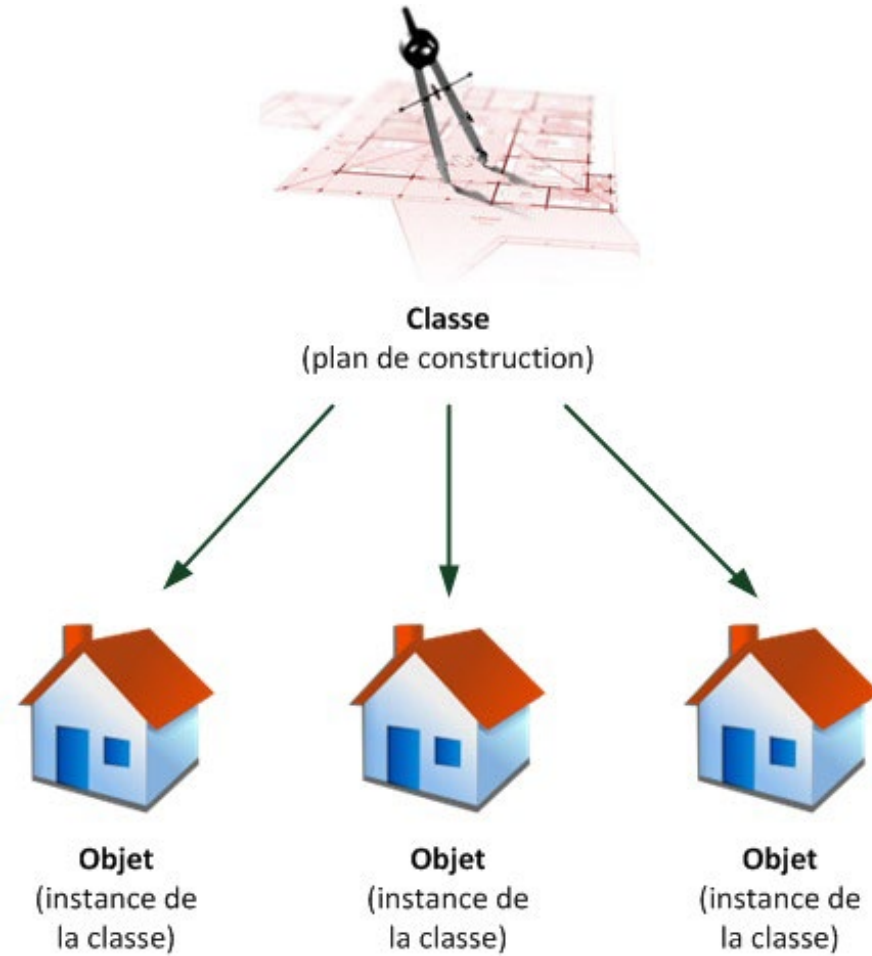 Classe
(plan de construction)
Objet
(instance de
la classe)
Objet
(instance de
la classe)
Objet
(instance de
la classe)